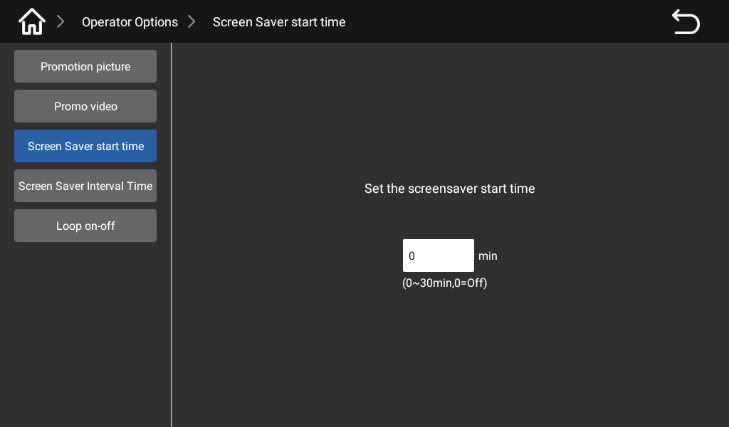 Operator Options
Screen Saver start time
Promotion picture
Promo video
Screen Saver start time
Screen Saver Interval Time
Loop on-off
Set the screensaver start time
0 min
(0~30min,0=Off)